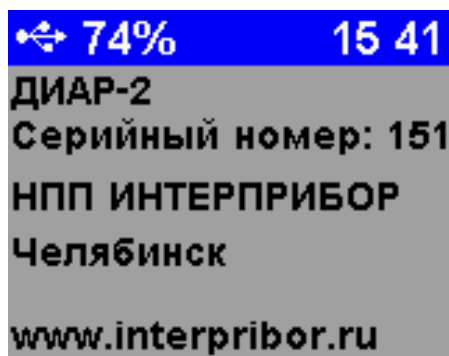 74% 15 41
ДИАР-2
Серийный номер: 151
НПП ИНТЕРПРИБОР
Челябинск
www.interpribor.ru